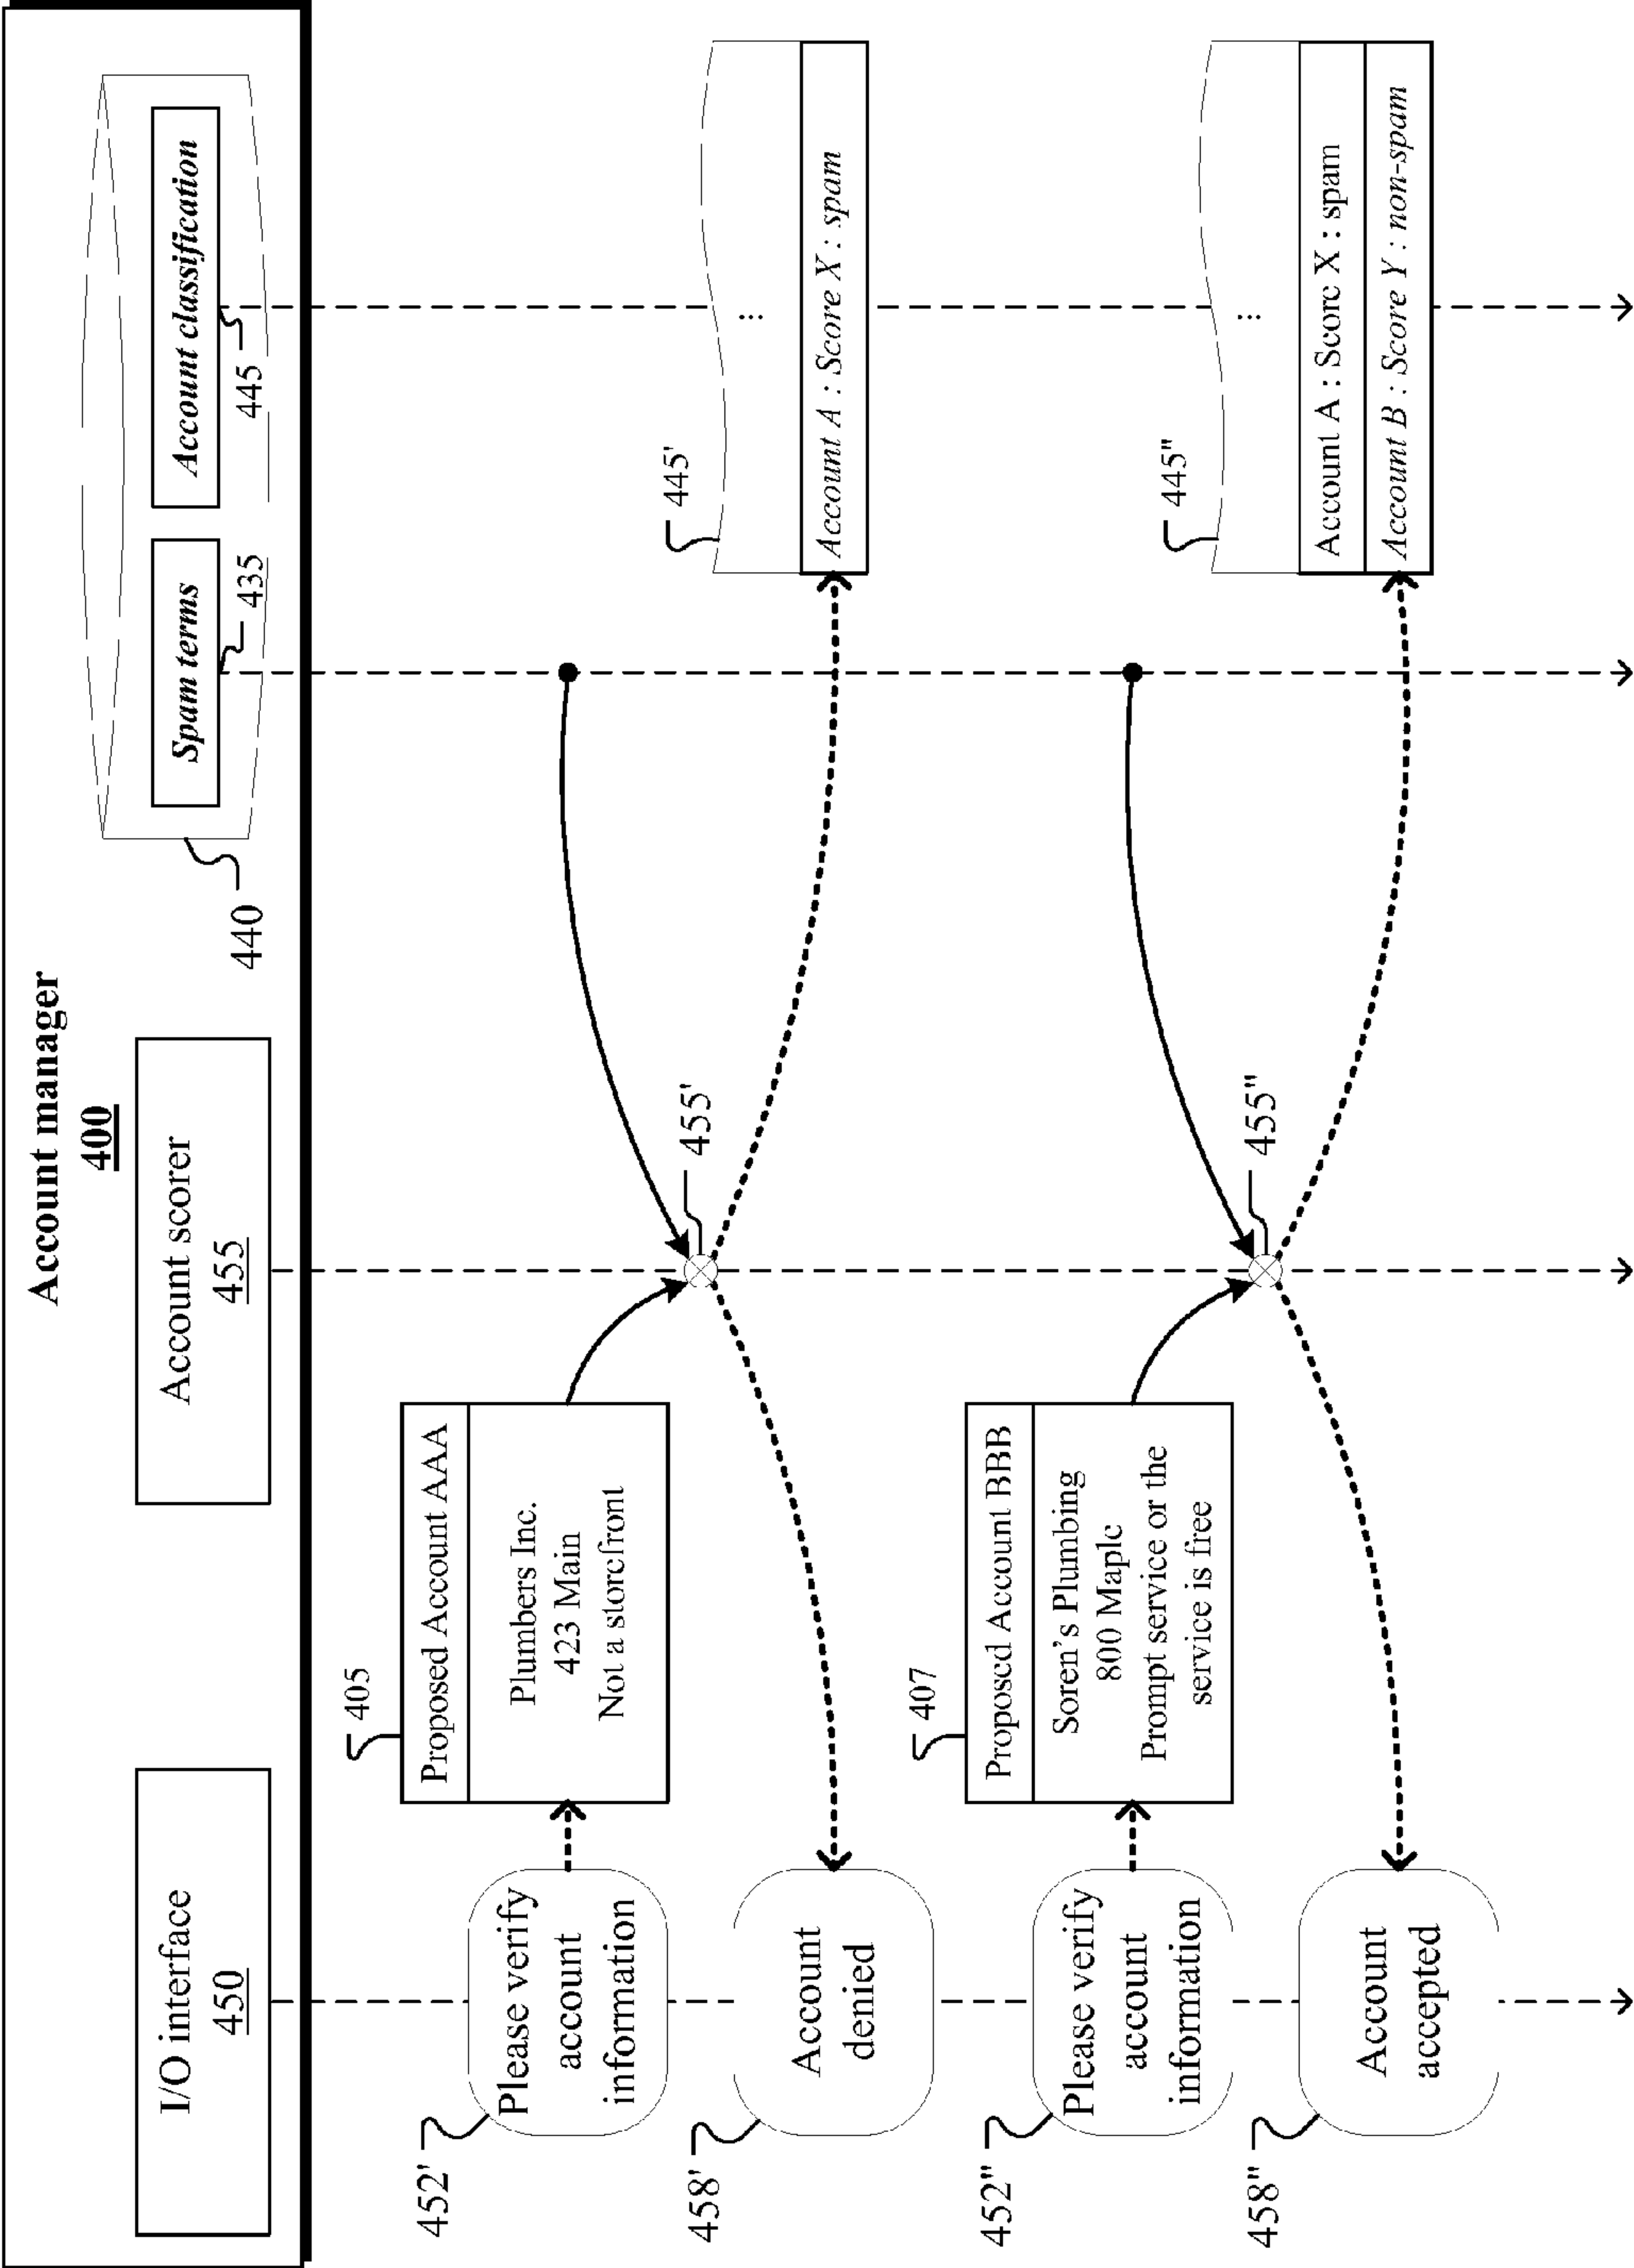 Account manager
400
I/O interface
450
Account scorer
455
440
Spam terms
435
Account classification
445
452'
Please verify
account
information
405
Proposed Account AAA
Plumbers Inc.
423 Main
Not a storefront
455'
445'
...
Account A : Score X : spam
458'
Account
denied
452"
Please verify
account
information
407
Proposed Account BBB
Soren's Plumbing
800 Maple
Prompt service or the
service is free
455"
445"
...
Account A : Score X : spam
Account B : Score Y : non-spam
458"
Account
accepted